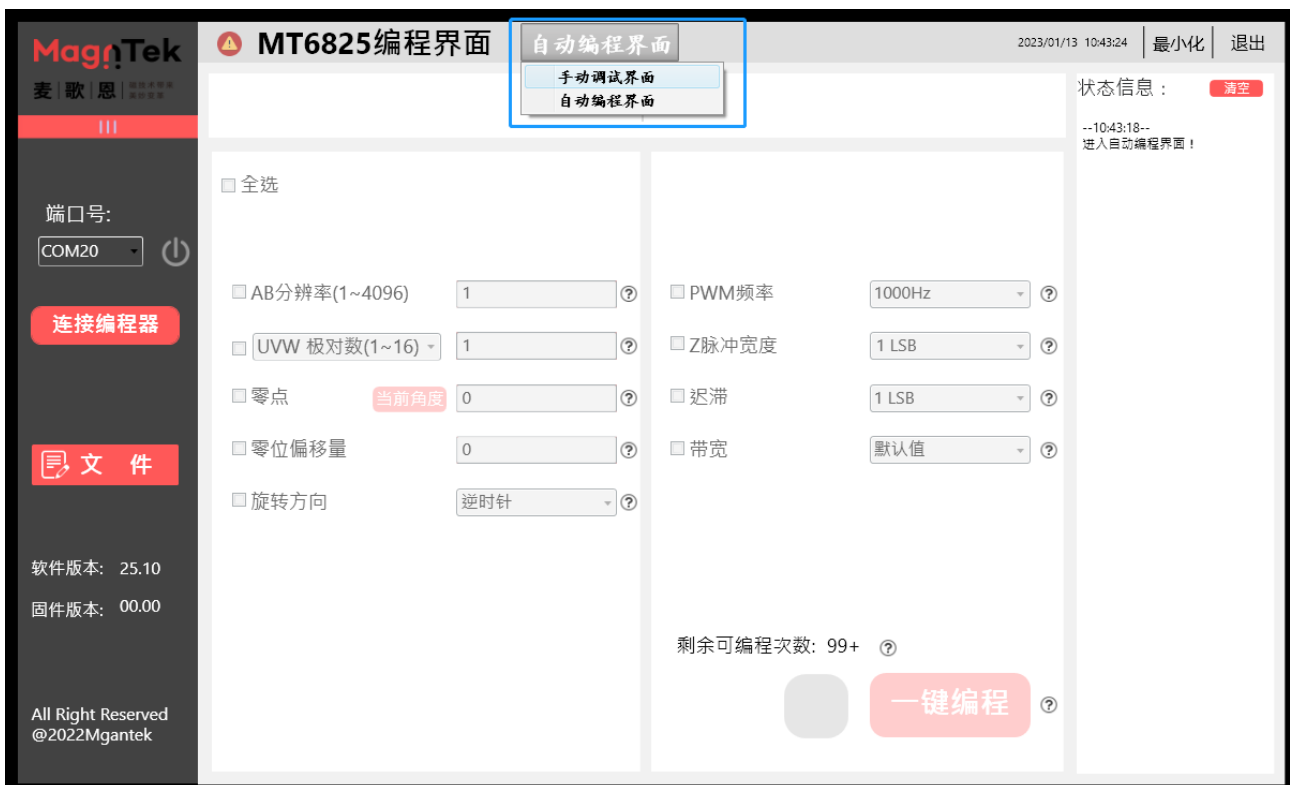 MagnTek
麦|歌|恩
MT6825编程界面
自动编程界面
手动调试界面
自动编程界面
2023/01/13 10:43:24
最小化
退出
端口号:
COM20
连接编程器
文 件
软件版本: 25.10
固件版本: 00.00
All Right Reserved
@2022Mgantek
全选
AB分辨率(1~4096) 1
UVW 极对数(1~16) 1
零点 当前角度 0
零位偏移量 0
旋转方向 逆时针
PWM频率 1000Hz
Z脉冲宽度 1 LSB
迟滞 1 LSB
带宽 默认值
剩余可编程次数: 99+
一键编程
状态信息: 清空
--10:43:18--
进入自动编程界面!